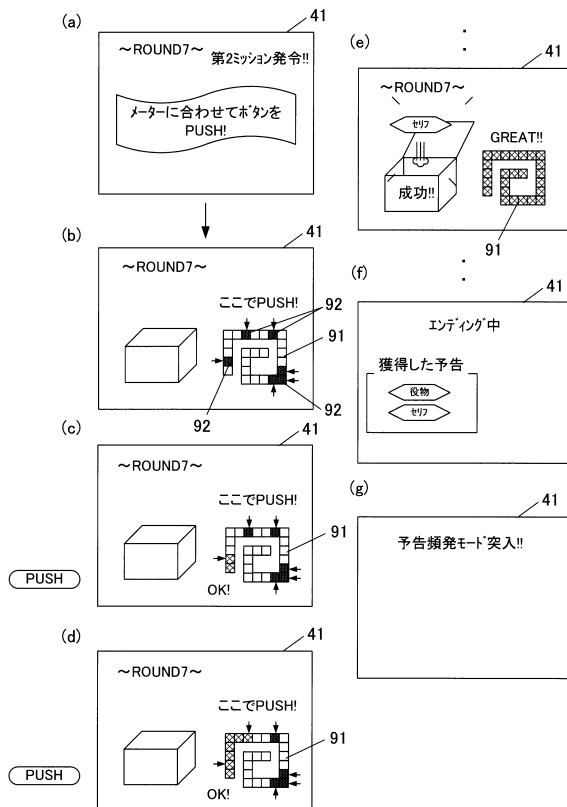 (a)
41
～ROUND7～
第2ミッション発令!!
メーターに合わせてボタンを
PUSH!
(b)
41
～ROUND7～
ここでPUSH!
92
91
92
92
(c)
41
～ROUND7～
ここでPUSH!
91
OK!
PUSH
(d)
41
～ROUND7～
ここでPUSH!
91
OK!
PUSH
(e)
41
～ROUND7～
セリフ
GREAT!!
成功!!
91
(f)
41
エンディング中
獲得した予告
役物
セリフ
(g)
41
予告頻発モード突入!!